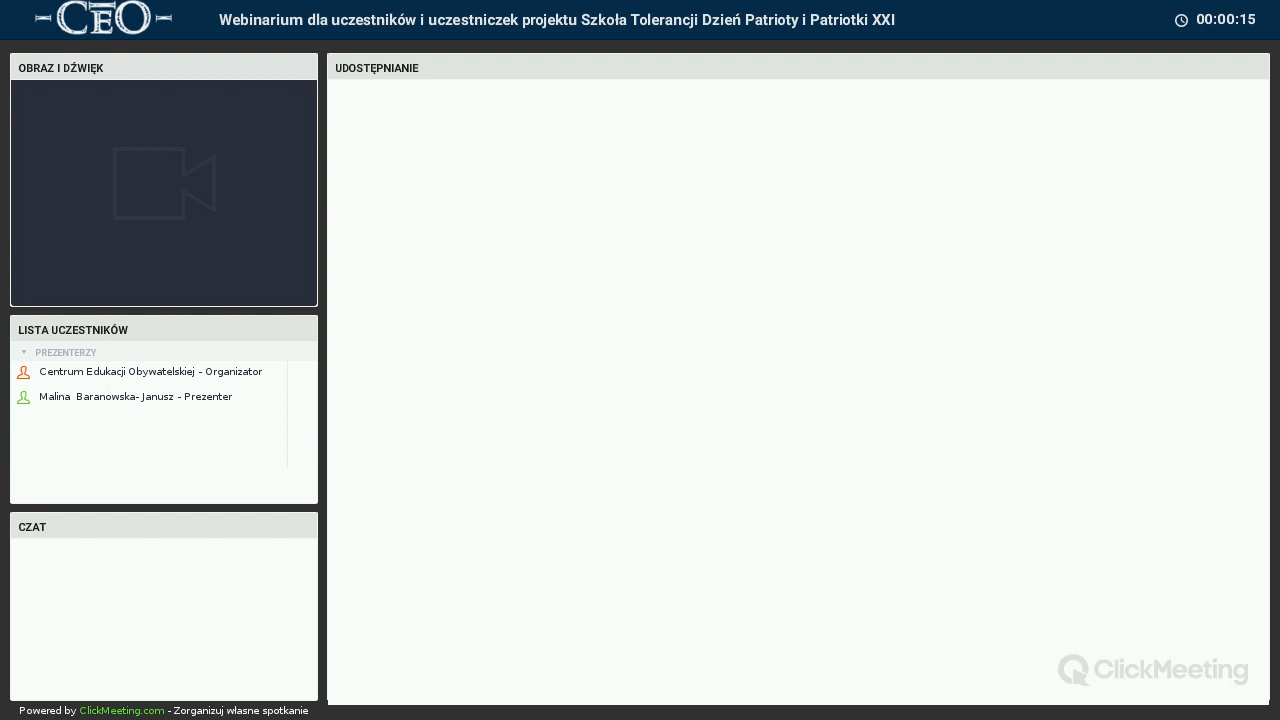 CEO
Webinarium dla uczestników i uczestniczek projektu Szkoła Tolerancji Dzień Patrioty i Patriotki XXI
00:00:15
OBRAZ I DŹWIĘK
LISTA UCZESTNIKÓW
PREZENTERZY
Centrum Edukacji Obywatelskiej - Organizator
Malina Baranowska-Janusz - Prezenter
CZAT
Powered by ClickMeeting.com - Zorganizuj własne spotkanie
UDOSTĘPNIANIE
ClickMeeting